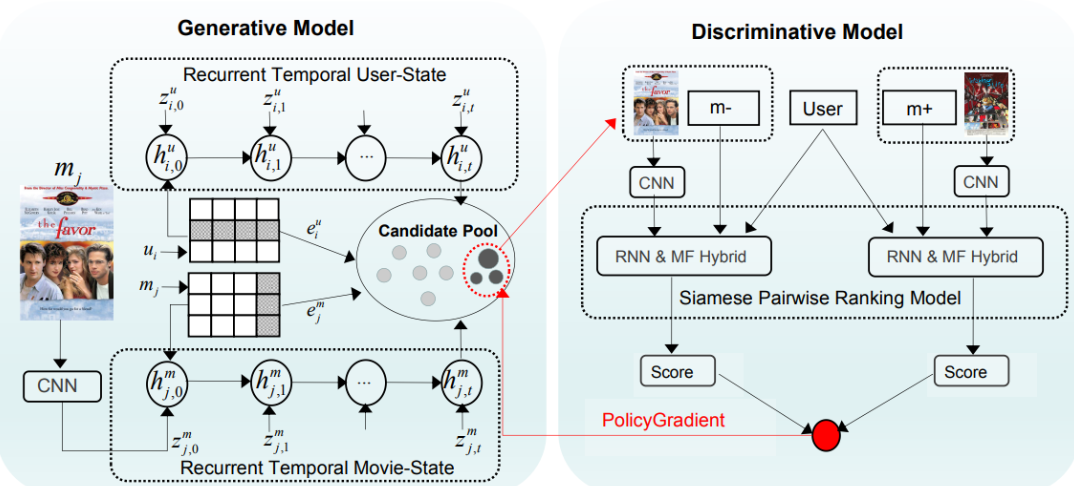 Generative Model
Recurrent Temporal User-State
z^u_{i,0} z^u_{i,1} z^u_{i,t}
h^u_{i,0} h^u_{i,1} ... h^u_{i,t}
m_j
the favor
u_i
e^u_i
m_j
e^m_j
Candidate Pool
CNN
h^m_{j,0} h^m_{j,1} ... h^m_{j,t}
z^m_{j,0} z^m_{j,1} z^m_{j,t}
Recurrent Temporal Movie-State
Discriminative Model
the favor
m- User m+
CNN CNN
RNN & MF Hybrid RNN & MF Hybrid
Siamese Pairwise Ranking Model
Score Score
PolicyGradient